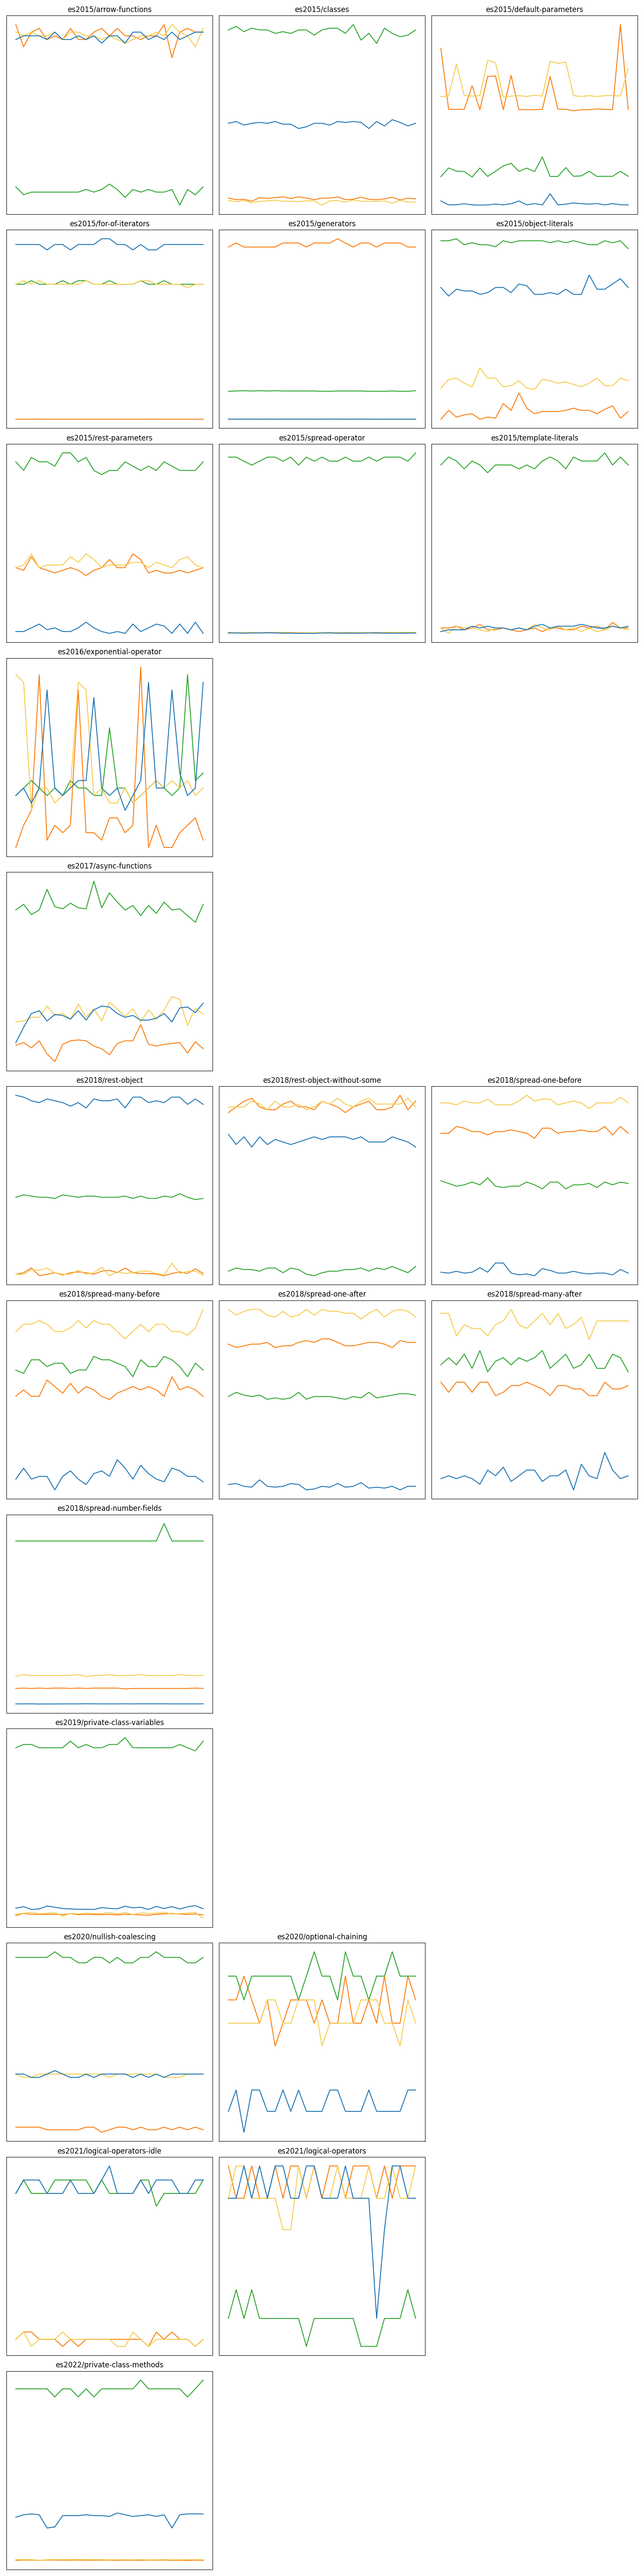 es2015/arrow-functions
es2015/classes
es2015/default-parameters
es2015/for-of-iterators
es2015/generators
es2015/object-literals
es2015/rest-parameters
es2015/spread-operator
es2015/template-literals
es2016/exponential-operator
es2017/async-functions
es2018/rest-object
es2018/rest-object-without-some
es2018/spread-one-before
es2018/spread-many-before
es2018/spread-one-after
es2018/spread-many-after
es2018/spread-number-fields
es2019/private-class-variables
es2020/nullish-coalescing
es2020/optional-chaining
es2021/logical-operators-idle
es2021/logical-operators
es2022/private-class-methods